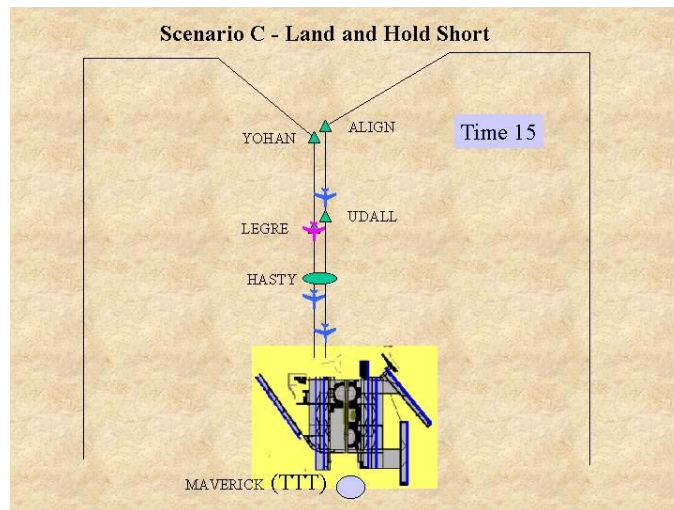 Scenario C - Land and Hold Short
ALIGN
YOHAN
Time 15
UDALL
LEGRE
HASTY
MAVERICK (TTT)